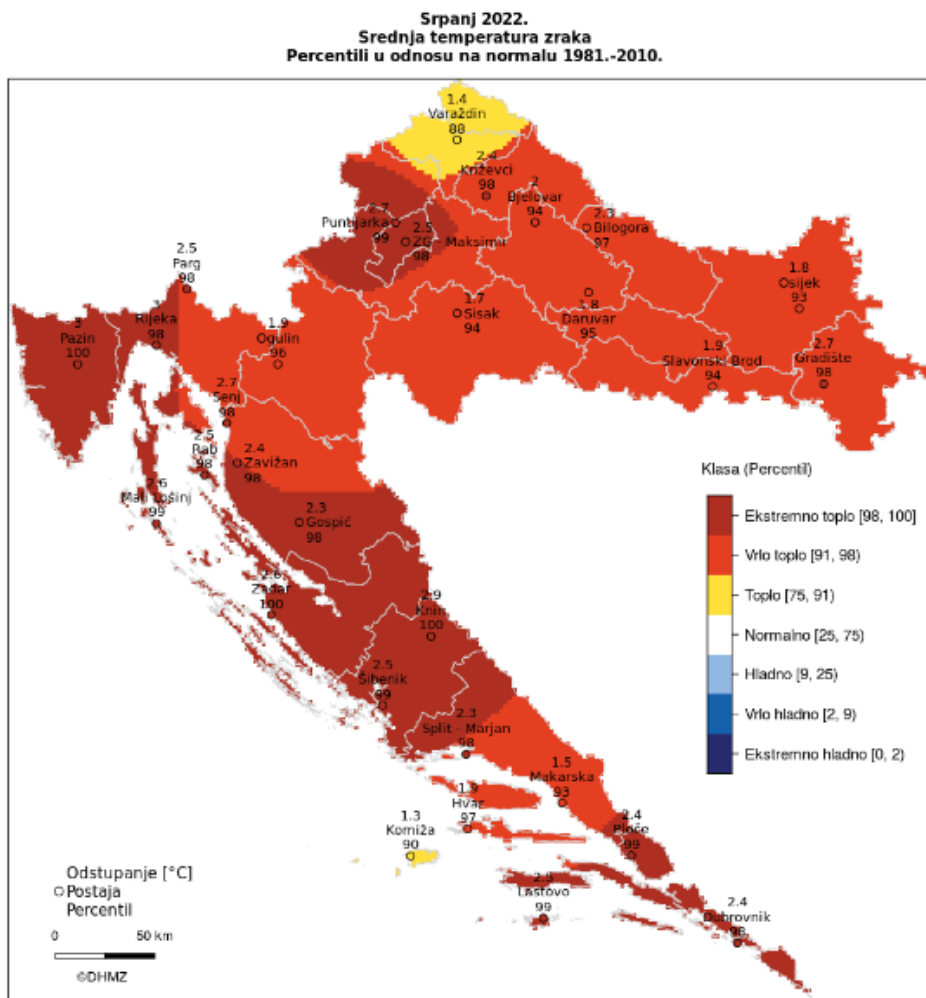 Srpanj 2022.
Srednja temperatura zraka
Percentili u odnosu na normalu 1981.-2010.
1.4
Varaždin
88
2.4
Križevci
98
2
Bjelovar
94
2.7
Puntijarka
99
2.5
ZG - Maksimir
98
2.3
Bilogora
97
2.5
Parg
98
1.8
Osijek
93
3
Pazin
100
3
Rijeka
98
1.9
Ogulin
96
1.7
Sisak
94
1.8
Daruvar
95
1.9
Slavonski Brod
94
2.7
Gradište
98
2.7
Senj
98
2.5
Rab
98
2.4
Zavižan
98
2.6
Mali Lošinj
99
2.3
Gospić
98
2.6
Zadar
100
2.9
Knin
100
2.5
Šibenik
99
2.3
Split - Marjan
98
1.5
Makarska
93
1.9
Hvar
97
1.3
Komiža
90
2.4
Ploče
99
Lastovo
99
2.4
Dubrovnik
98
Klasa (Percentil)
Ekstremno toplo [98, 100]
Vrlo toplo [91, 98)
Toplo [75, 91)
Normalno [25, 75)
Hladno [9, 25)
Vrlo hladno [2, 9)
Ekstremno hladno [0, 2)
Odstupanje [°C]
Postaja
Percentil
0 50 km
©DHMZ